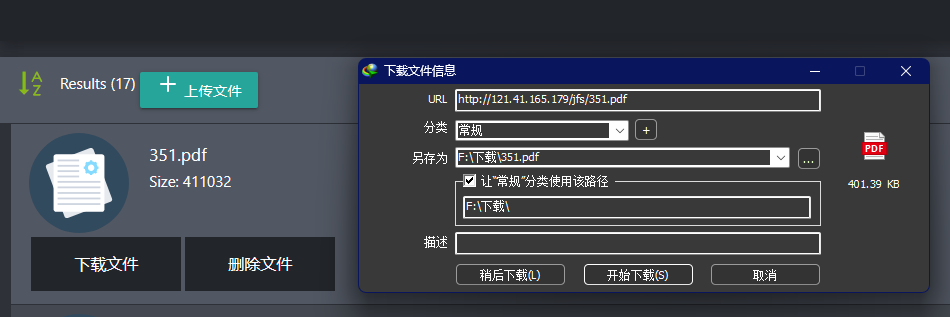 Results (17)
上传文件
351.pdf
Size: 411032
下载文件
删除文件
下载文件信息
URL
http://121.41.165.179/jfs/351.pdf
分类
常规
+
另存为
F:\下载\351.pdf
...
让"常规"分类使用该路径
F:\下载\
描述
PDF
401.39 KB
稍后下载(L)
开始下载(S)
取消